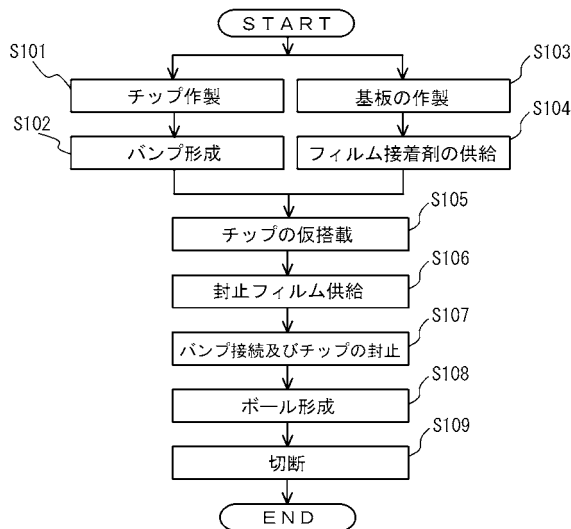 START
S101
チップ作製
S103
基板の作製
S102
バンプ形成
S104
フィルム接着剤の供給
S105
チップの仮搭載
S106
封止フィルム供給
S107
バンプ接続及びチップの封止
S108
ボール形成
S109
切断
END